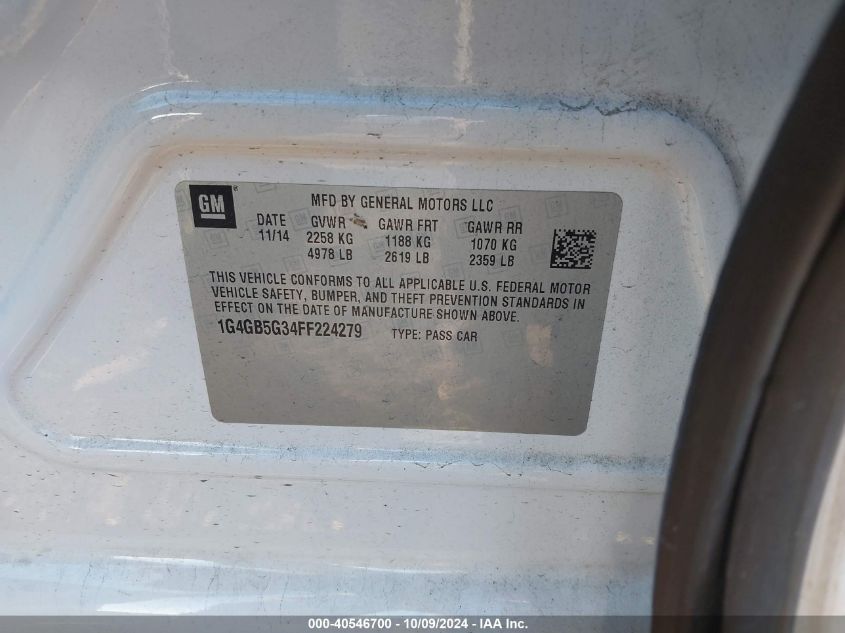 GM®
MFD BY GENERAL MOTORS LLC
DATE GVWR GAWR FRT GAWR RR
11/14 2258 KG 1188 KG 1070 KG
4978 LB 2619 LB 2359 LB
THIS VEHICLE CONFORMS TO ALL APPLICABLE U.S. FEDERAL MOTOR
VEHICLE SAFETY, BUMPER, AND THEFT PREVENTION STANDARDS IN
EFFECT ON THE DATE OF MANUFACTURE SHOWN ABOVE.
1G4GB5G34FF224279 TYPE: PASS CAR
000-40546700 - 10/09/2024 - IAA Inc.